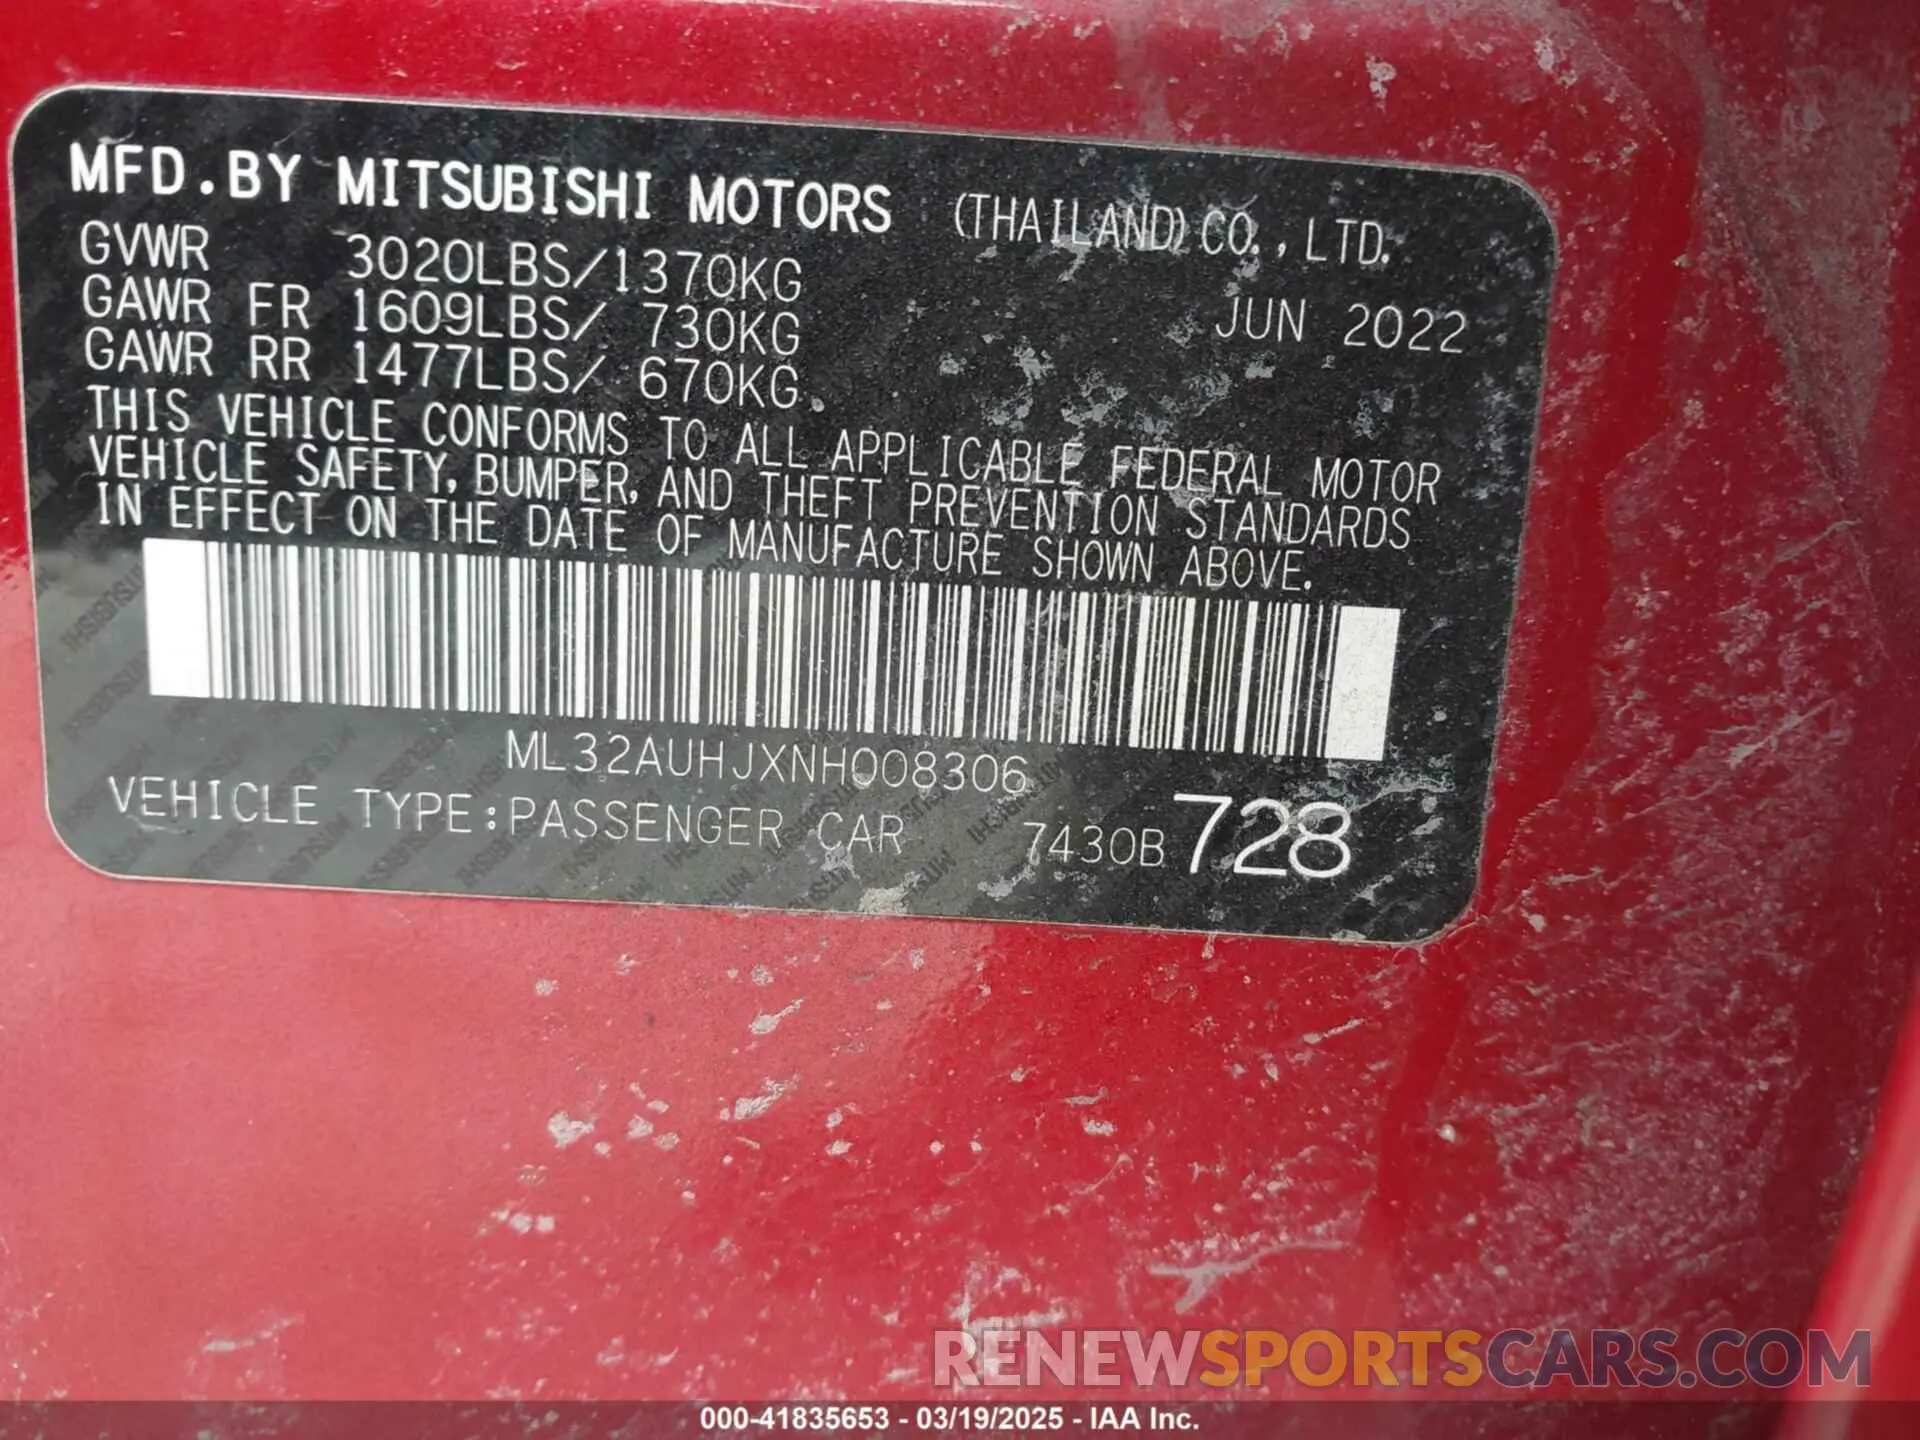 MFD.BY MITSUBISHI MOTORS (THAILAND) CO.,LTD.
GVWR 3020LBS/1370KG
GAWR FR 1609LBS/ 730KG JUN 2022
GAWR RR 1477LBS/ 670KG
THIS VEHICLE CONFORMS TO ALL APPLICABLE FEDERAL MOTOR
VEHICLE SAFETY, BUMPER, AND THEFT PREVENTION STANDARDS
IN EFFECT ON THE DATE OF MANUFACTURE SHOWN ABOVE.
ML32AUHJXNH008306
VEHICLE TYPE:PASSENGER CAR 7430B 728
RENEWSPORTSCARS.COM
000-41835653 - 03/19/2025 - IAA Inc.